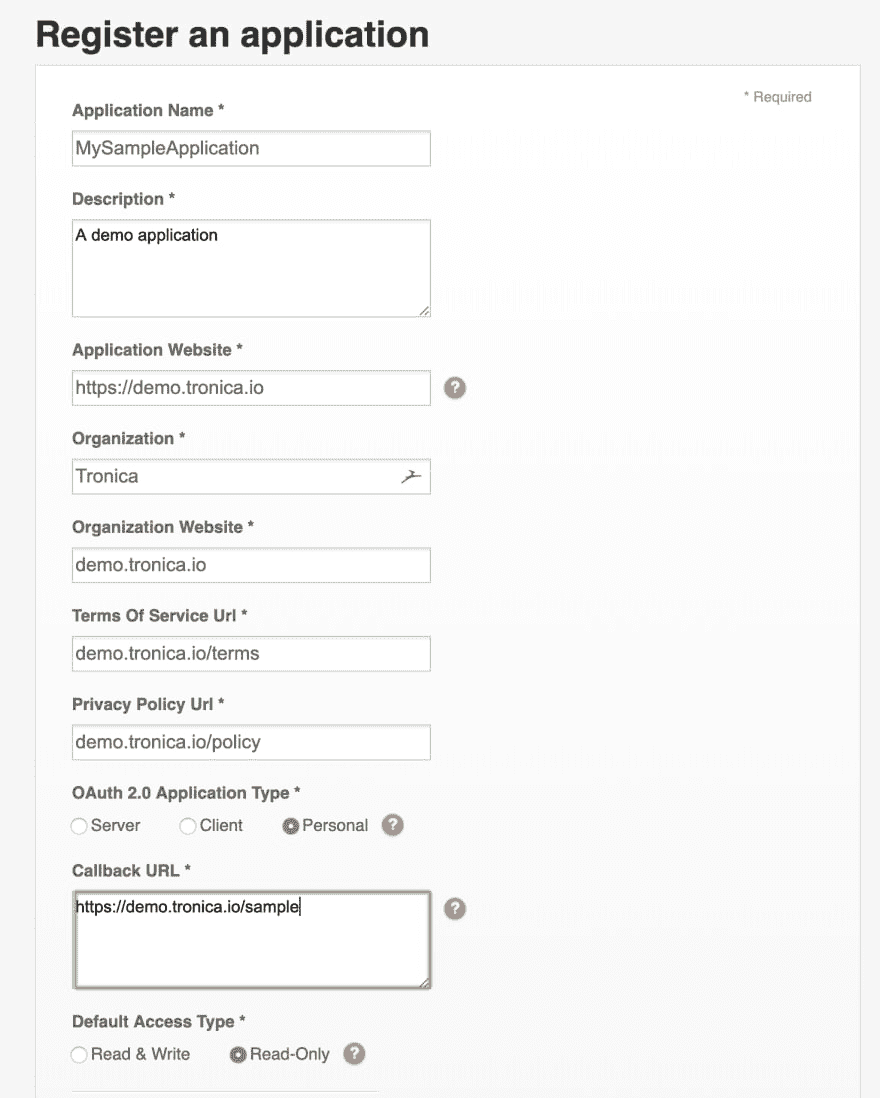 Register an application
* Required
Application Name *
MySampleApplication
Description *
A demo application
Application Website *
https://demo.tronica.io
?
Organization *
Tronica
Organization Website *
demo.tronica.io
Terms Of Service Url *
demo.tronica.io/terms
Privacy Policy Url *
demo.tronica.io/policy
OAuth 2.0 Application Type *
Server Client Personal ?
Callback URL *
https://demo.tronica.io/sample
?
Default Access Type *
Read & Write Read-Only ?